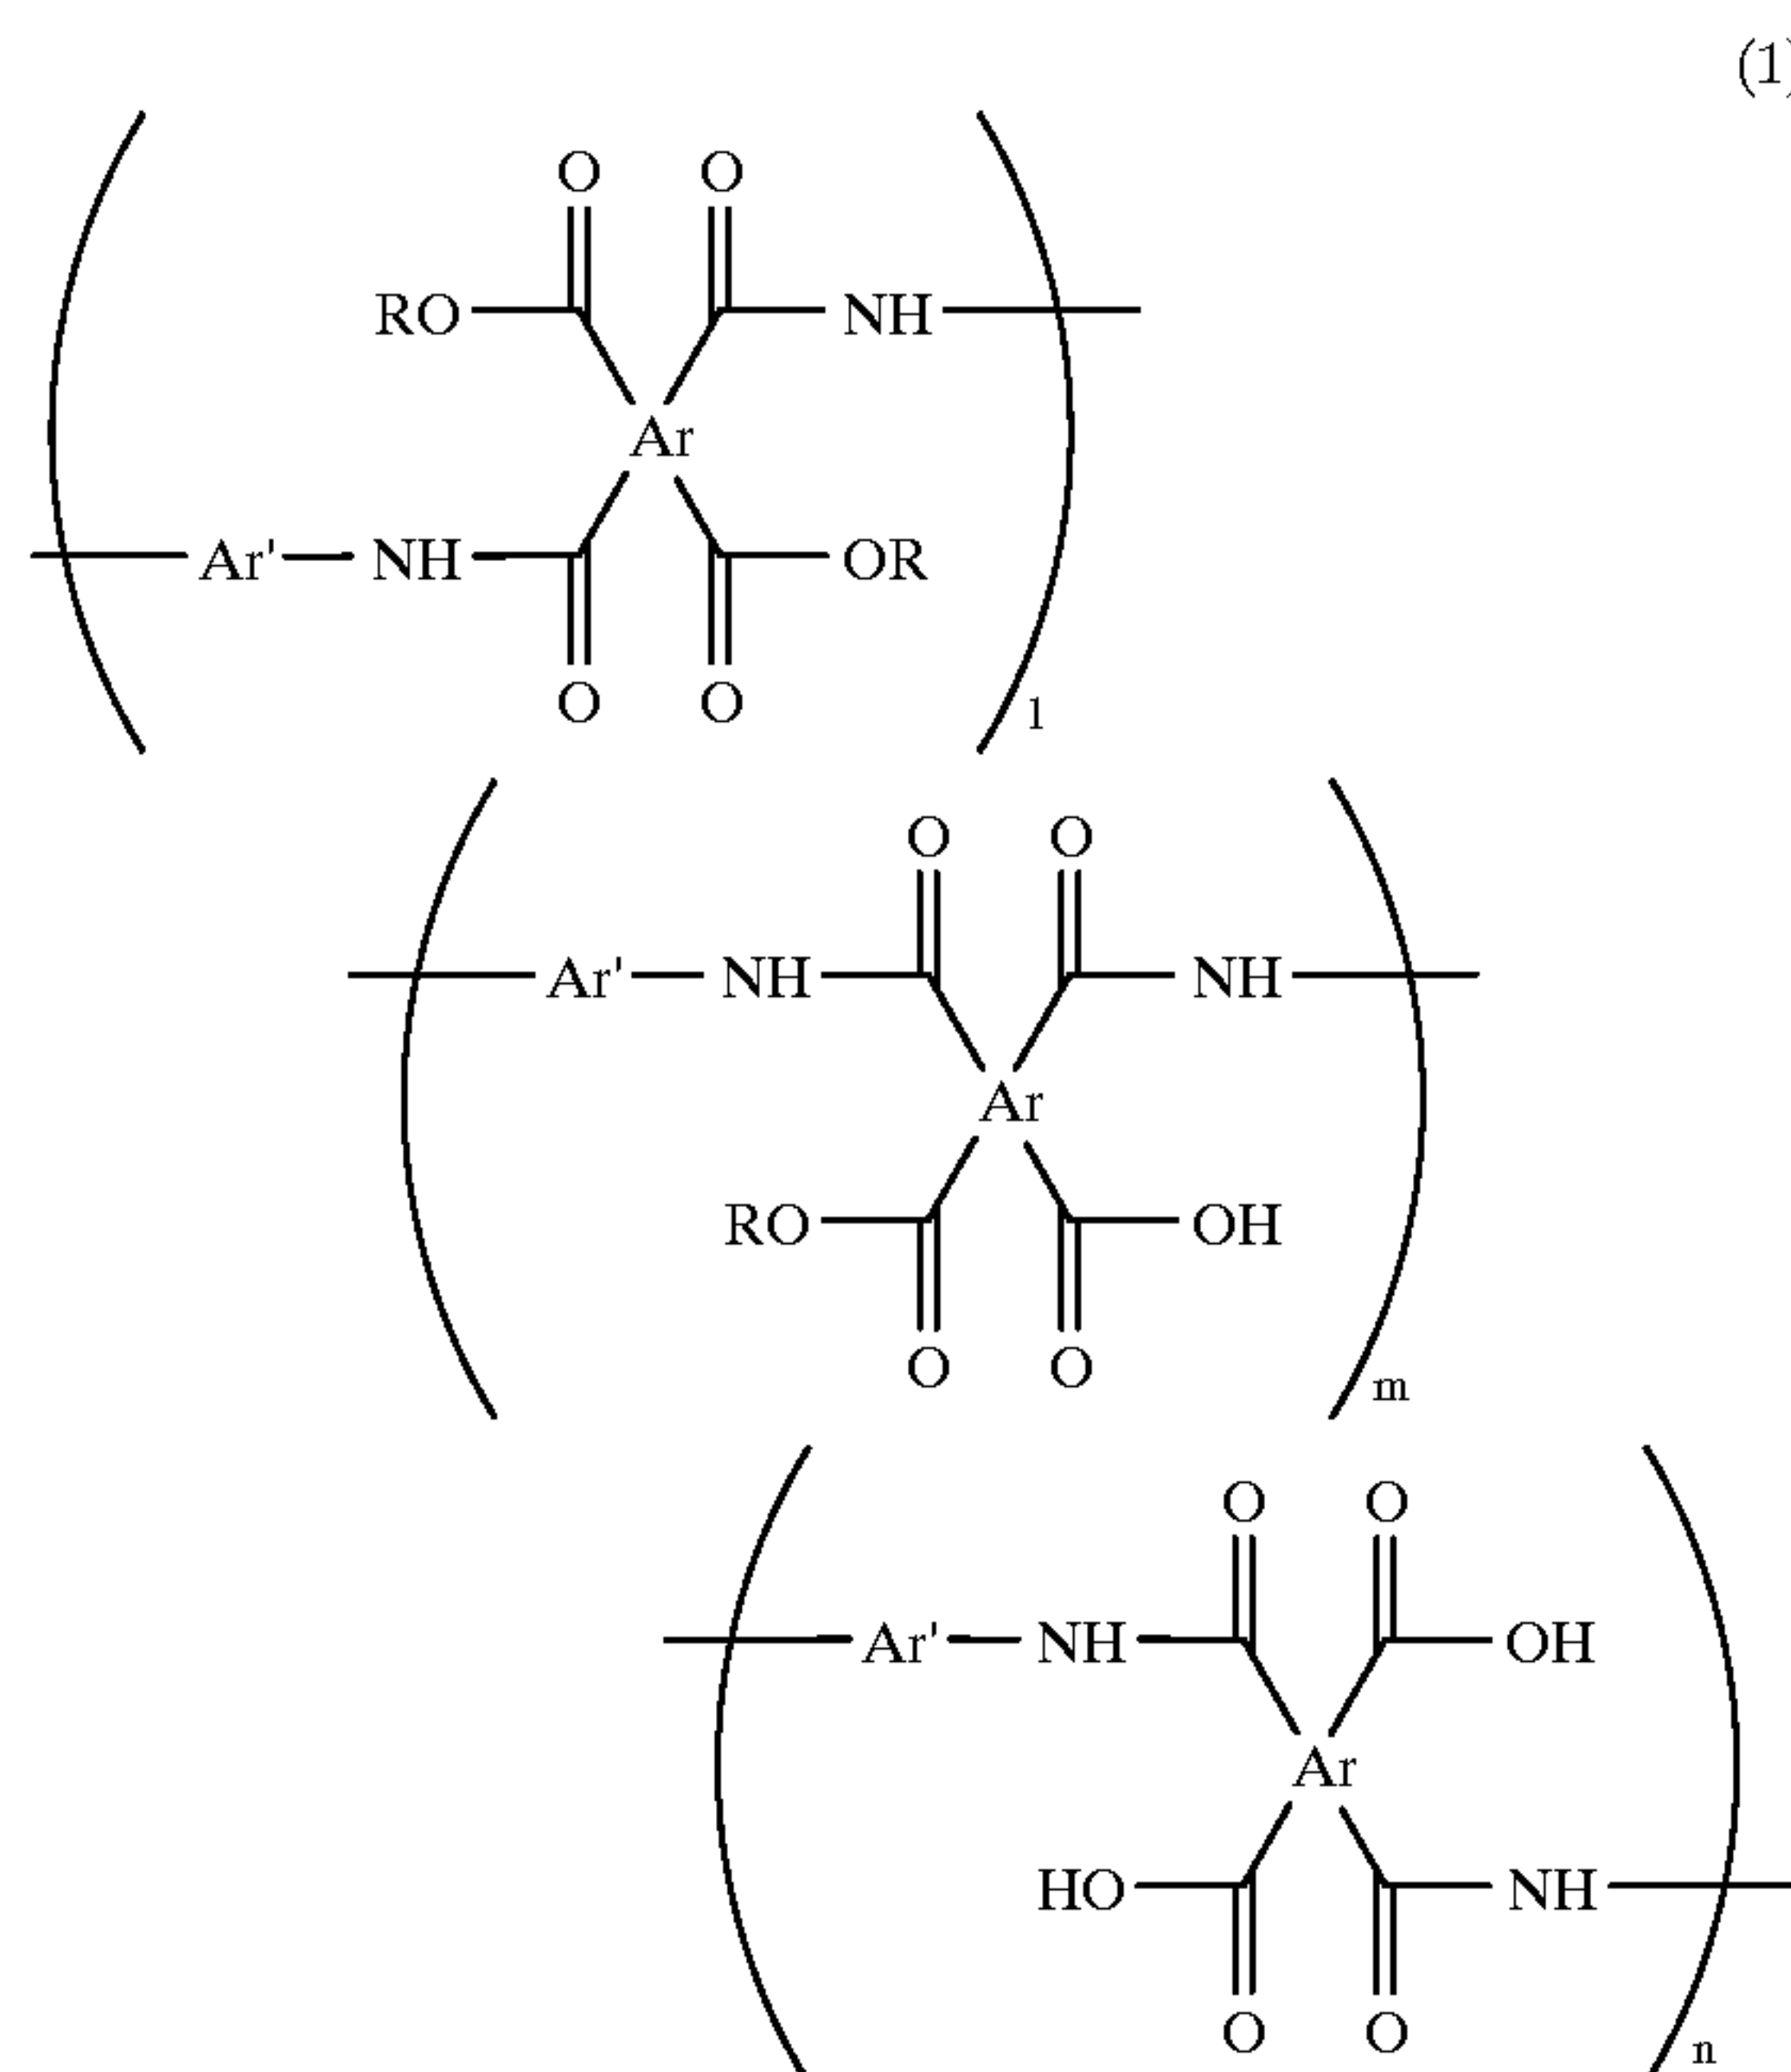 (1)
O O
RO NH
Ar
Ar' NH OR
O O
l
O O
Ar' NH NH
Ar
RO OH
O O
m
O O
Ar' NH OH
Ar
HO NH
O O
n